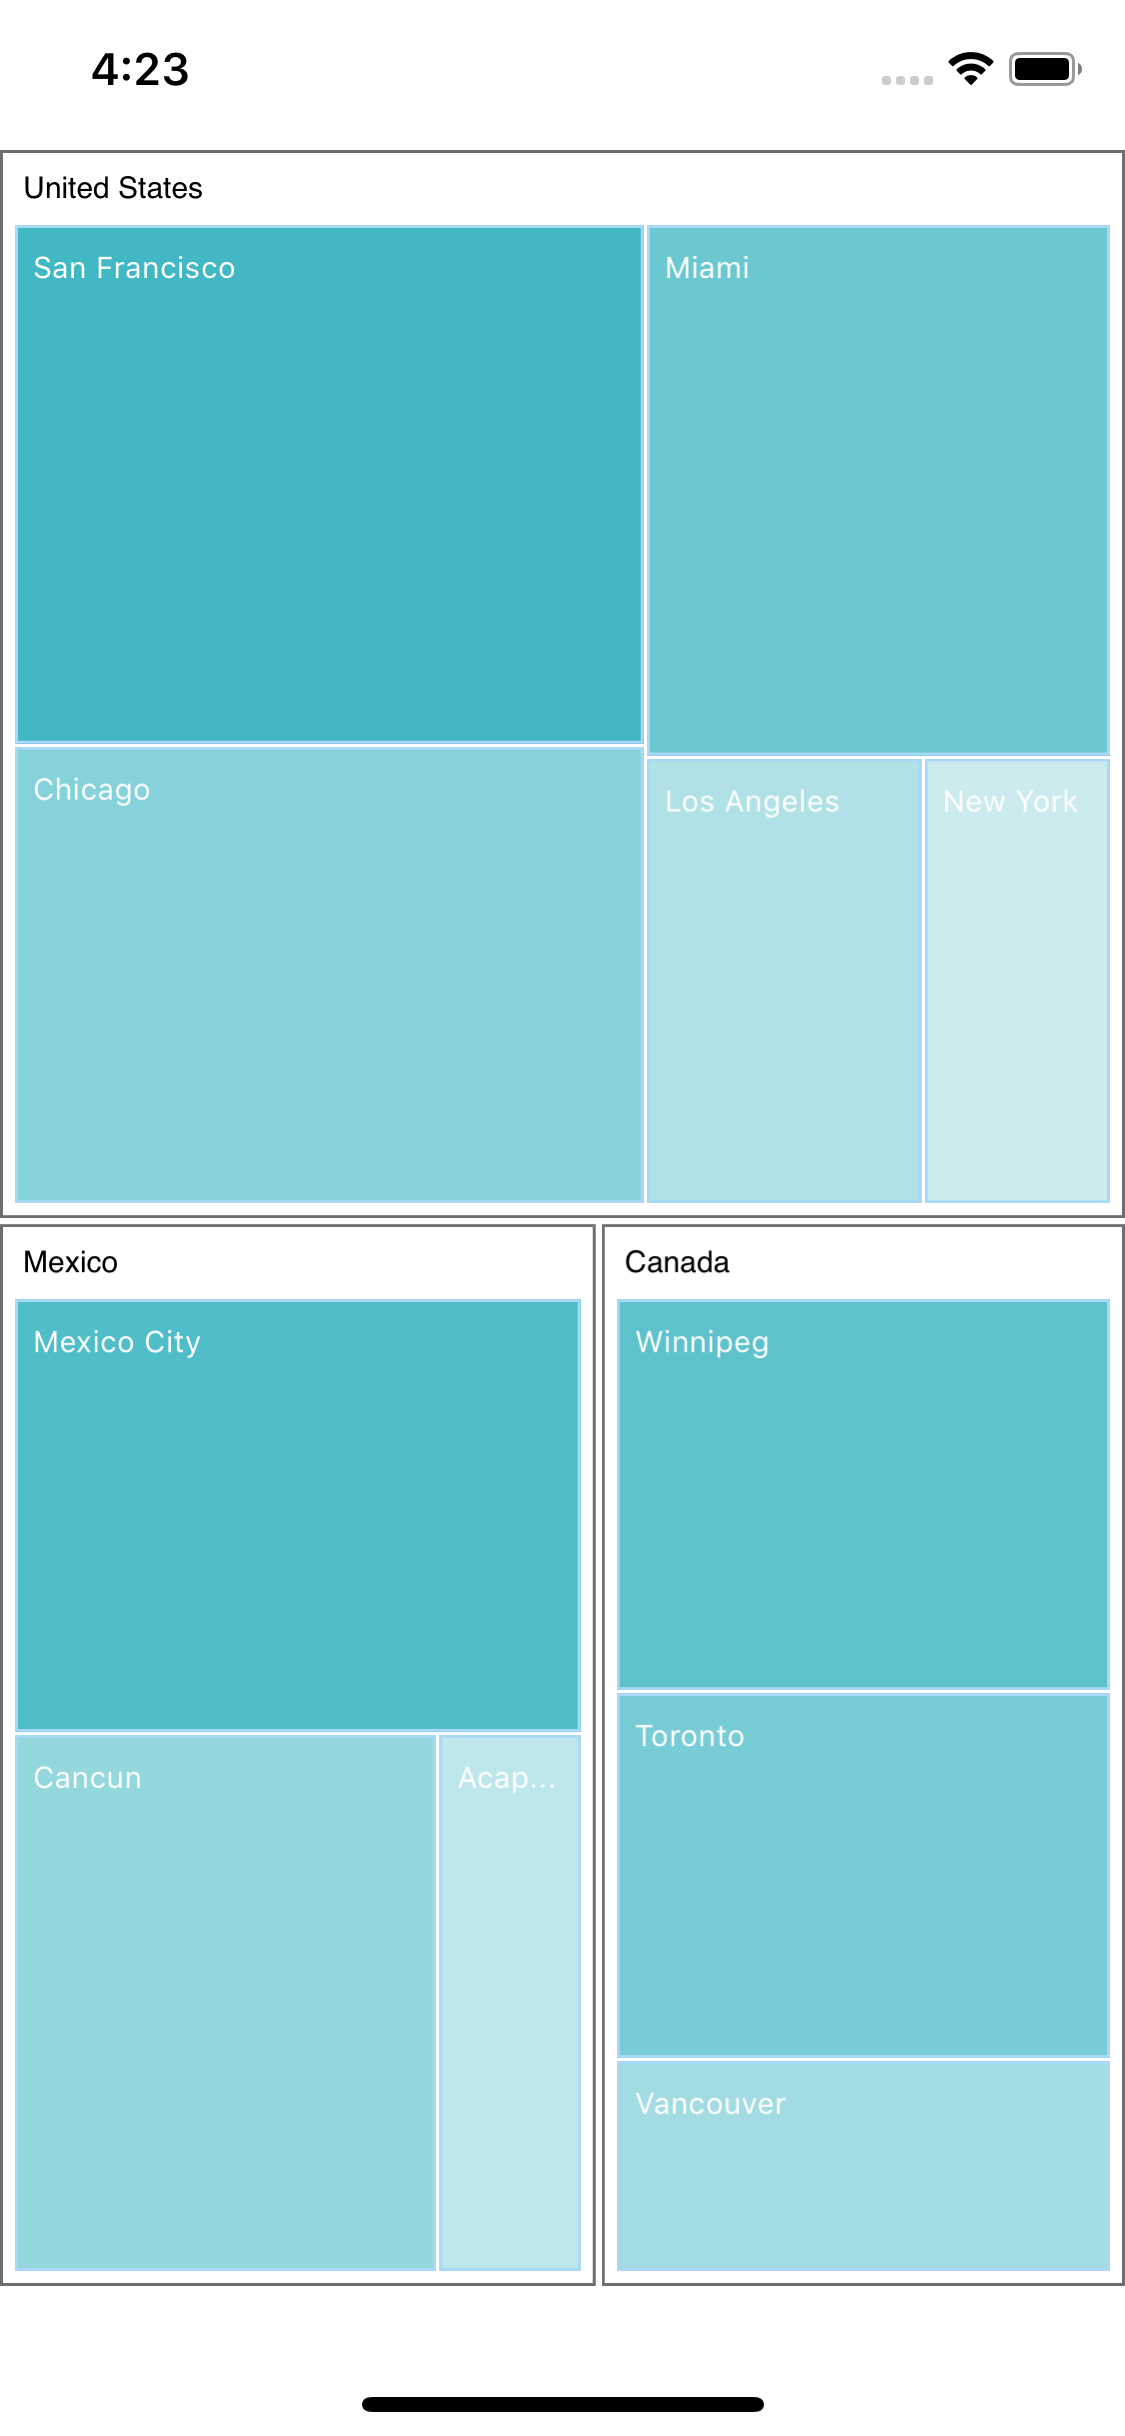 4:23
United States
San Francisco
Miami
Chicago
Los Angeles
New York
Mexico
Canada
Mexico City
Winnipeg
Toronto
Cancun
Acap...
Vancouver